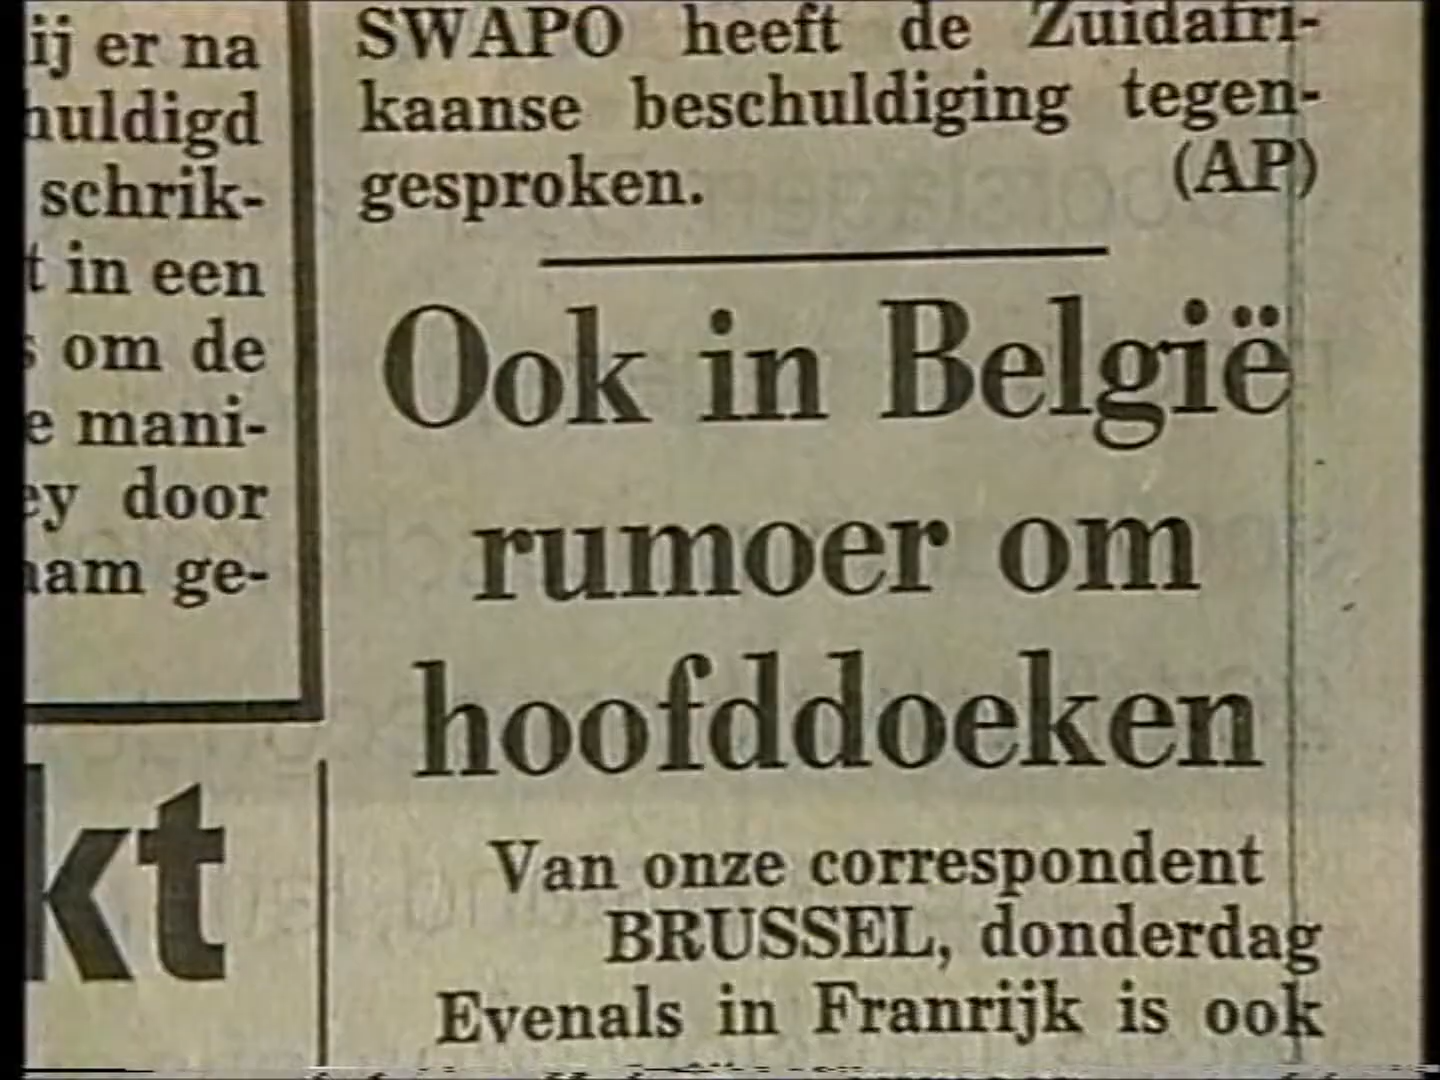 ij er na
huldigd
schrik-
t in een
s om de
e mani-
ey door
aam ge-
kt
SWAPO heeft de Zuidafri-
kaanse beschuldiging tegen-
gesproken. (AP)
Ook in België
rumoer om
hoofddoeken
Van onze correspondent
BRUSSEL, donderdag
Evenals in Franrijk is ook